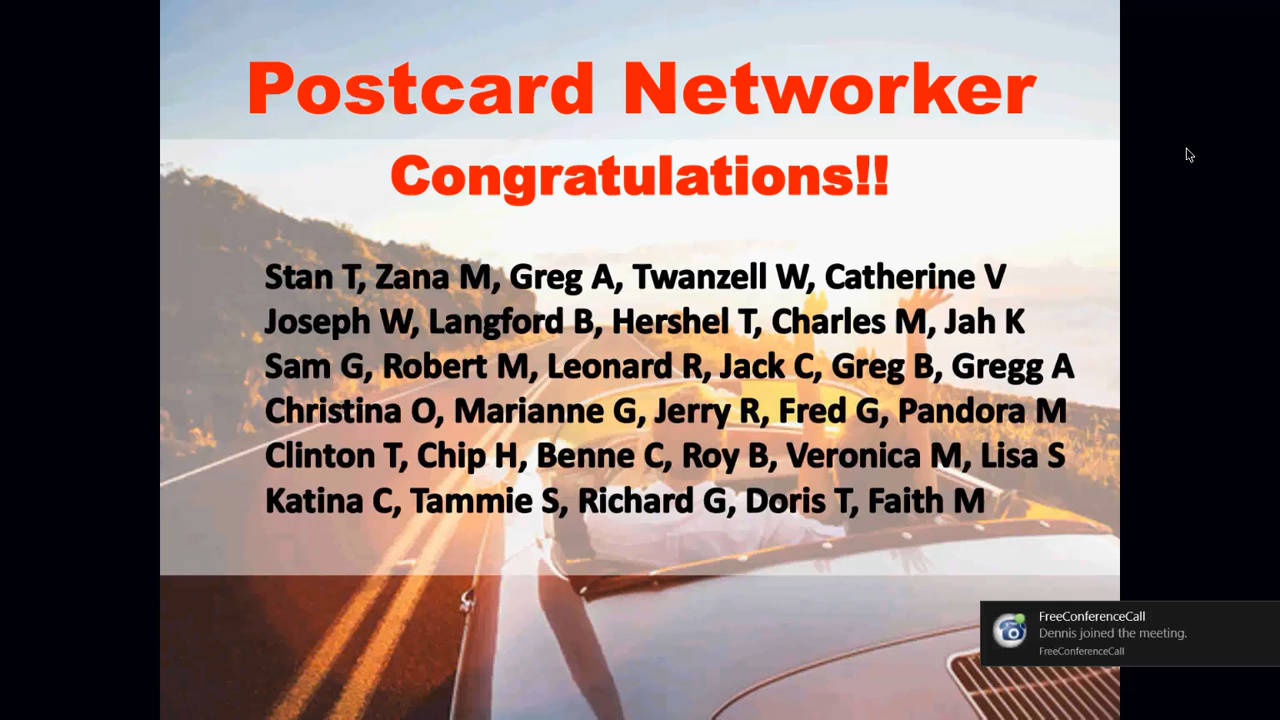 Postcard Networker
Congratulations!!
Stan T, Zana M, Greg A, Twanzell W, Catherine V
Joseph W, Langford B, Hershel T, Charles M, Jah K
Sam G, Robert M, Leonard R, Jack C, Greg B, Gregg A
Christina O, Marianne G, Jerry R, Fred G, Pandora M
Clinton T, Chip H, Benne C, Roy B, Veronica M, Lisa S
Katina C, Tammie S, Richard G, Doris T, Faith M
FreeConferenceCall
Dennis joined the meeting.
FreeConferenceCall